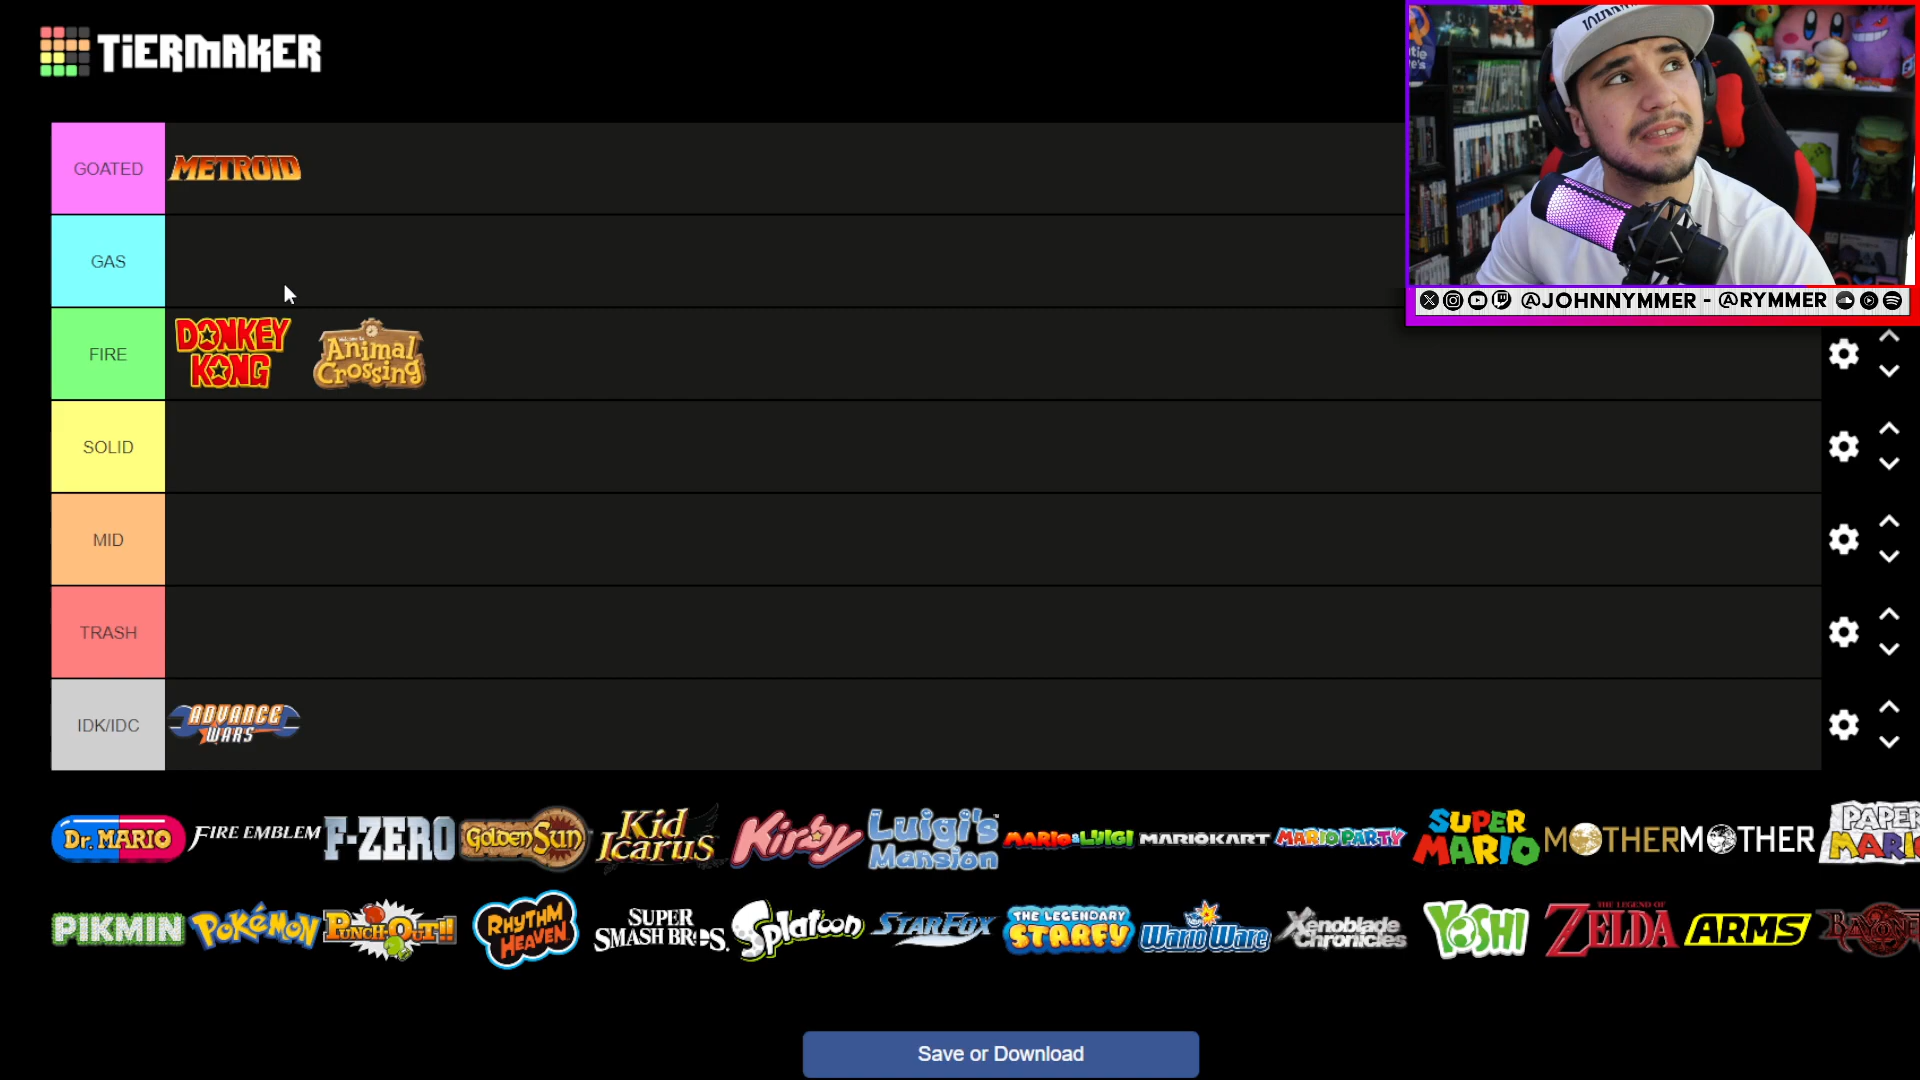 TiERMAKER
GOATED
METROID
GAS
@JOHNNYMMER - @RYMMER
FIRE
DONKEY
KONG
Animal
Crossing
SOLID
MID
TRASH
IDK/IDC
ADVANCE
WARS
Dr. MARIO
FIRE EMBLEM
F-ZERO
GOLDEN SUN
Kid
Icarus
Kirby
Luigi's
Mansion
MARIO & LUIGI
MARIOKART
MARIO PARTY
SUPER
MARIO
MOTHER
MOTHER
PAPER
PIKMIN
Pokémon
PUNCH-OUT!!
RHYTHM
HEAVEN
SUPER
SMASH BROS.
Splatoon
STARFOX
THE LEGENDARY
STARFY
WarioWare
Xenoblade
Chronicles
YOSHI
THE LEGEND OF
ZELDA
ARMS
Save or Download